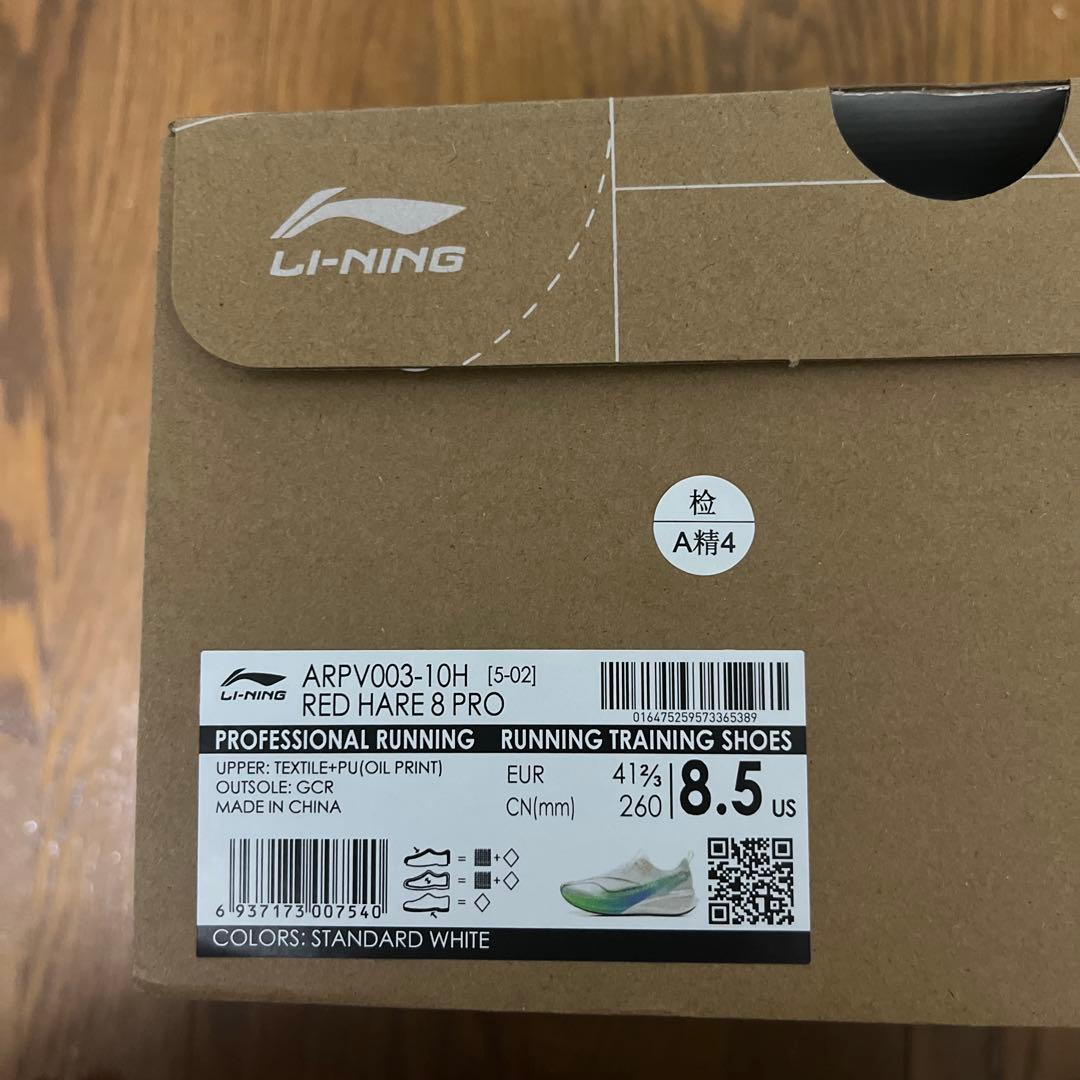 LI-NING
检
A精4
LI-NING
ARPV003-10H [5-02]
RED HARE 8 PRO
016475259573365389
PROFESSIONAL RUNNING RUNNING TRAINING SHOES
UPPER: TEXTILE+PU(OIL PRINT)
OUTSOLE: GCR
MADE IN CHINA
EUR 41⅔
CN(mm) 260
8.5 US
= +
= +
=
6 937173 007540
COLORS: STANDARD WHITE